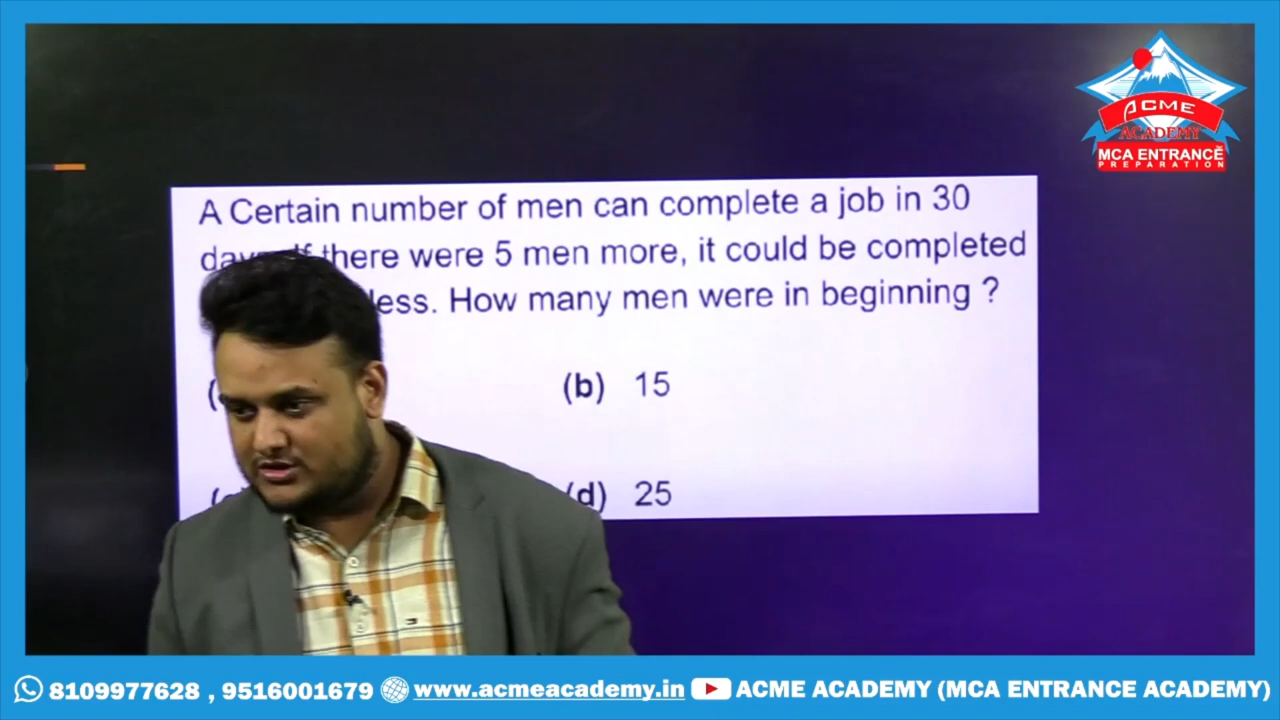 ACME
ACADEMY
MCA ENTRANCE
PREPARATION
A Certain number of men can complete a job in 30
there were 5 men more, it could be completed
less. How many men were in beginning ?
(b) 15
(d) 25
8109977628 , 9516001679 www.acmeacademy.in ACME ACADEMY (MCA ENTRANCE ACADEMY)